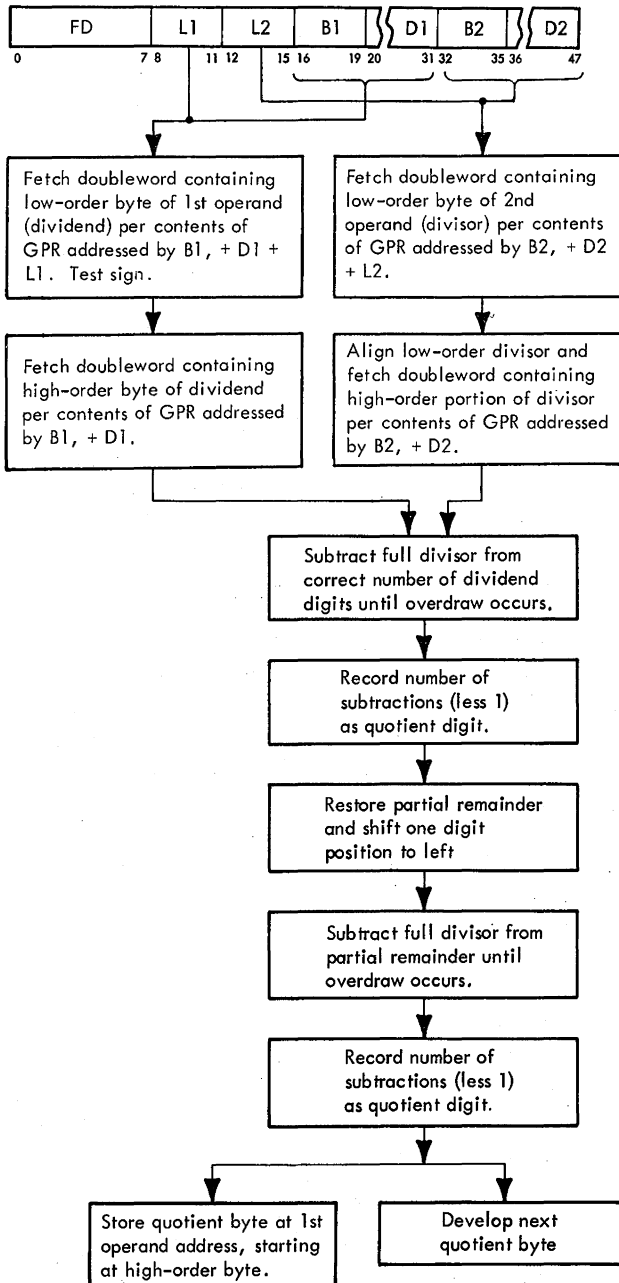 FD L1 L2 B1 D1 B2 D2
0 7 8 11 12 15 16 19 20 31 32 35 36 47
Fetch doubleword containing
low-order byte of 1st operand
(dividend) per contents of
GPR addressed by B1, + D1 +
L1. Test sign.
Fetch doubleword containing
low-order byte of 2nd
operand (divisor) per contents
of GPR addressed by B2, + D2
+ L2.
Fetch doubleword containing
high-order byte of dividend
per contents of GPR addressed
by B1, + D1.
Align low-order divisor and
fetch doubleword containing
high-order portion of divisor
per contents of GPR addressed
by B2, + D2.
Subtract full divisor from
correct number of dividend
digits until overdraw occurs.
Record number of
subtractions (less 1)
as quotient digit.
Restore partial remainder
and shift one digit
position to left
Subtract full divisor from
partial remainder until
overdraw occurs.
Record number of
subtractions (less 1)
as quotient digit.
Store quotient byte at 1st
operand address, starting
at high-order byte.
Develop next
quotient byte